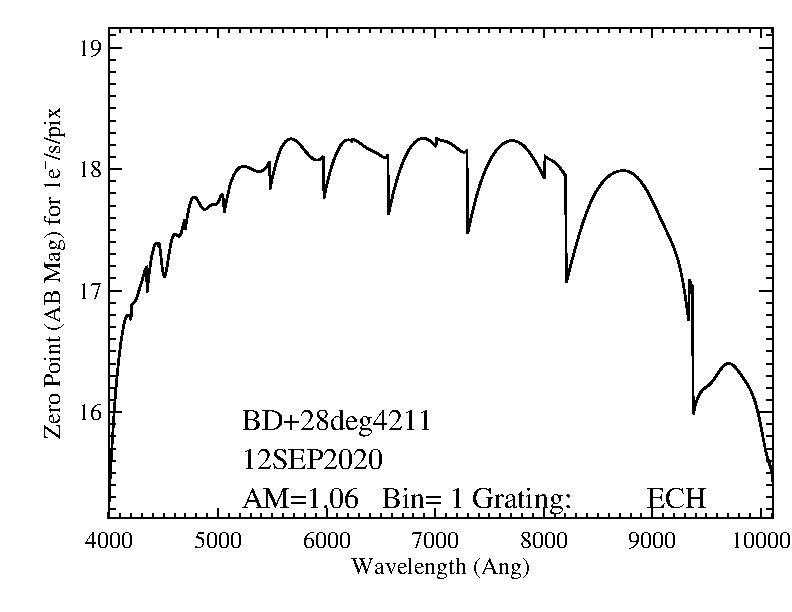 Zero Point (AB Mag) for 1e⁻/s/pix
19
18
17
16
BD+28deg4211
12SEP2020
AM=1.06 Bin= 1 Grating: ECH
4000 5000 6000 7000 8000 9000 10000
Wavelength (Ang)